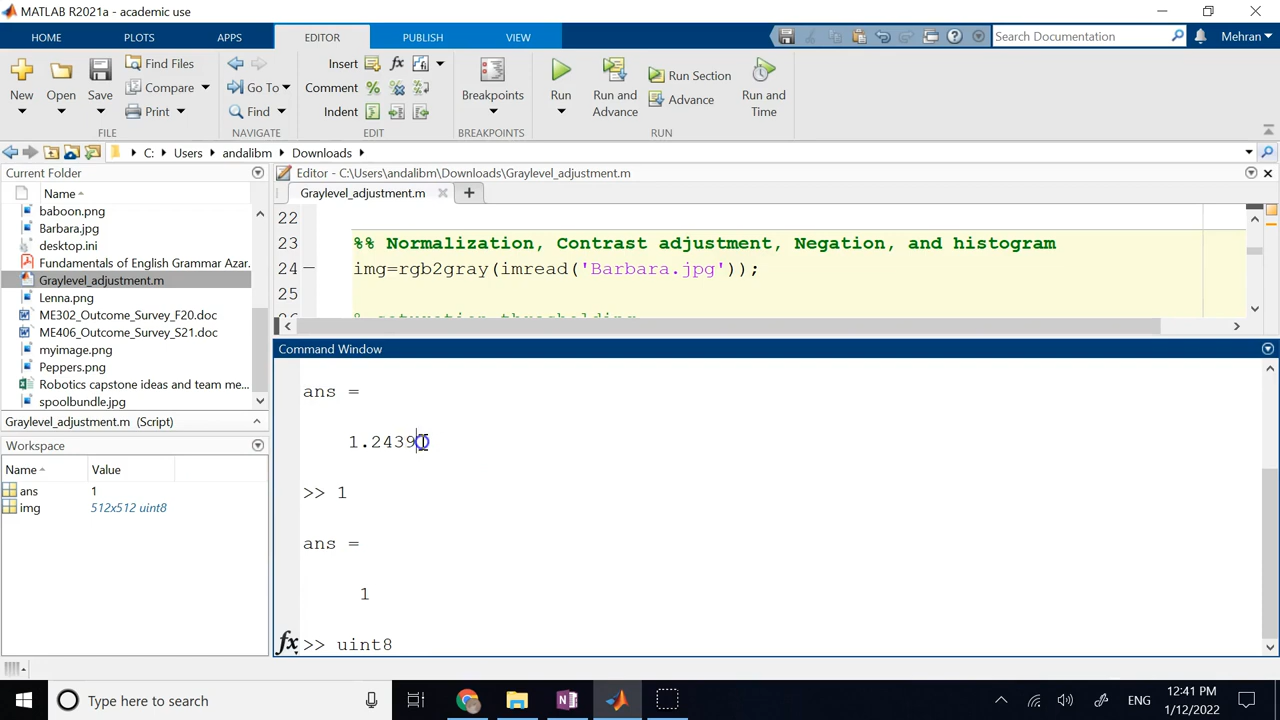 MATLAB R2021a - academic use
HOME PLOTS APPS EDITOR PUBLISH VIEW Search Documentation Mehran
New Open Save Find Files Compare Print Go To Find Insert fx Comment % Indent Breakpoints Run Run and Advance Run Section Advance Run and Time
FILE NAVIGATE EDIT BREAKPOINTS RUN
C: Users andalibm Downloads
Current Folder
Name
baboon.png
Barbara.jpg
desktop.ini
Fundamentals of English Grammar Azar.
Graylevel_adjustment.m
Lenna.png
ME302_Outcome_Survey_F20.doc
ME406_Outcome_Survey_S21.doc
myimage.png
Peppers.png
Robotics capstone ideas and team me...
spoolbundle.jpg
Graylevel_adjustment.m (Script)
Workspace
Name Value
ans 1
img 512x512 uint8
Editor - C:\Users\andalibm\Downloads\Graylevel_adjustment.m
Graylevel_adjustment.m
22
23 %% Normalization, Contrast adjustment, Negation, and histogram
24 img=rgb2gray(imread('Barbara.jpg'));
25
Command Window
ans =
1.2439
>> 1
ans =
1
fx >> uint8
Type here to search
ENG
12:41 PM
1/12/2022